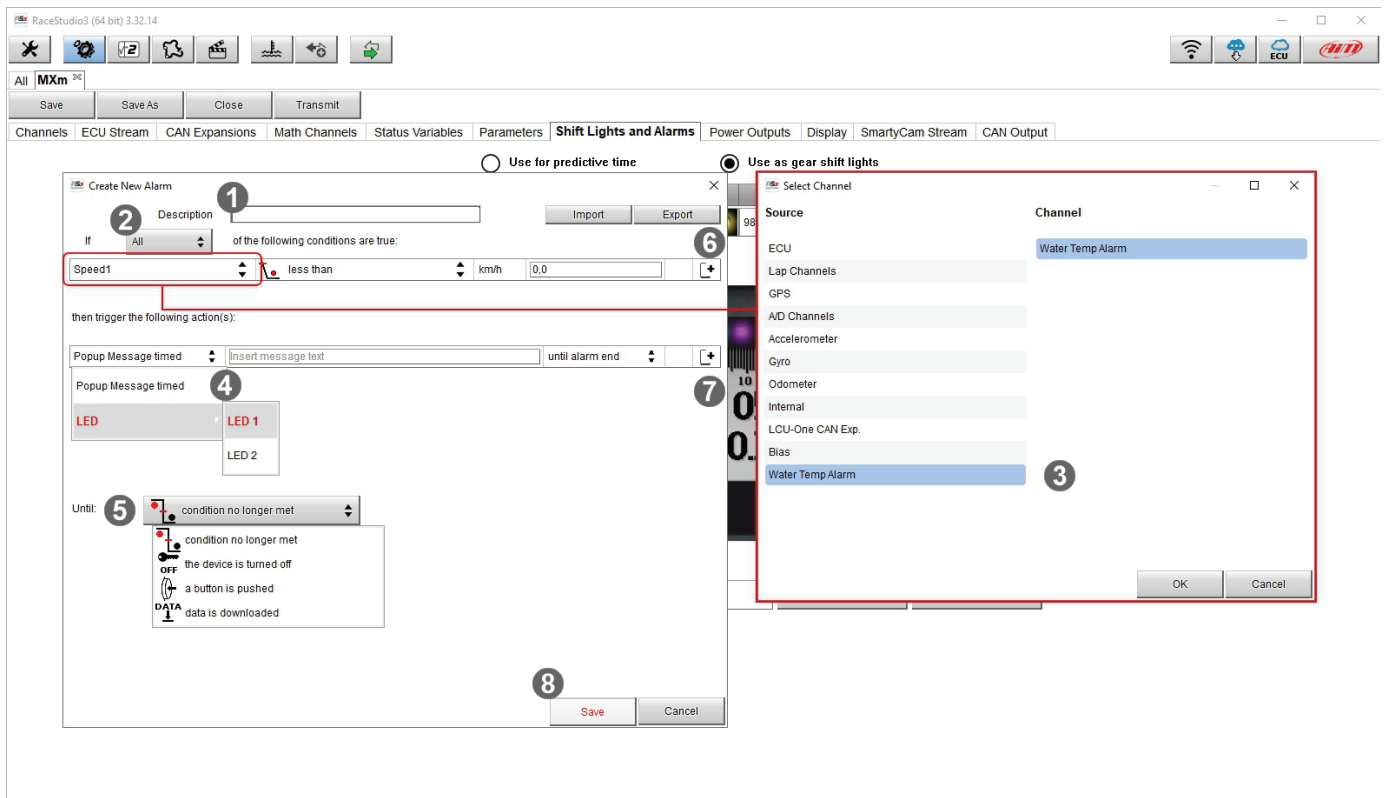 RaceStudio3 (64 bit) 3.32.14
ECU
AiM
All MXm
Save Save As Close Transmit
Channels ECU Stream CAN Expansions Math Channels Status Variables Parameters Shift Lights and Alarms Power Outputs Display SmartyCam Stream CAN Output
Use for predictive time Use as gear shift lights
Create New Alarm
1
Description Import Export
2
If All of the following conditions are true:
6
Speed1 less than km/h 0,0
then trigger the following action(s):
Popup Message timed Insert message text until alarm end
Popup Message timed
4
7
LED LED 1
LED 2
Until: 5 condition no longer met
condition no longer met
OFF the device is turned off
a button is pushed
DATA data is downloaded
8
Save Cancel
98
10
0
0.
Select Channel
Source Channel
ECU Water Temp Alarm
Lap Channels
GPS
A/D Channels
Accelerometer
Gyro
Odometer
Internal
LCU-One CAN Exp.
Bias
Water Temp Alarm
3
OK Cancel